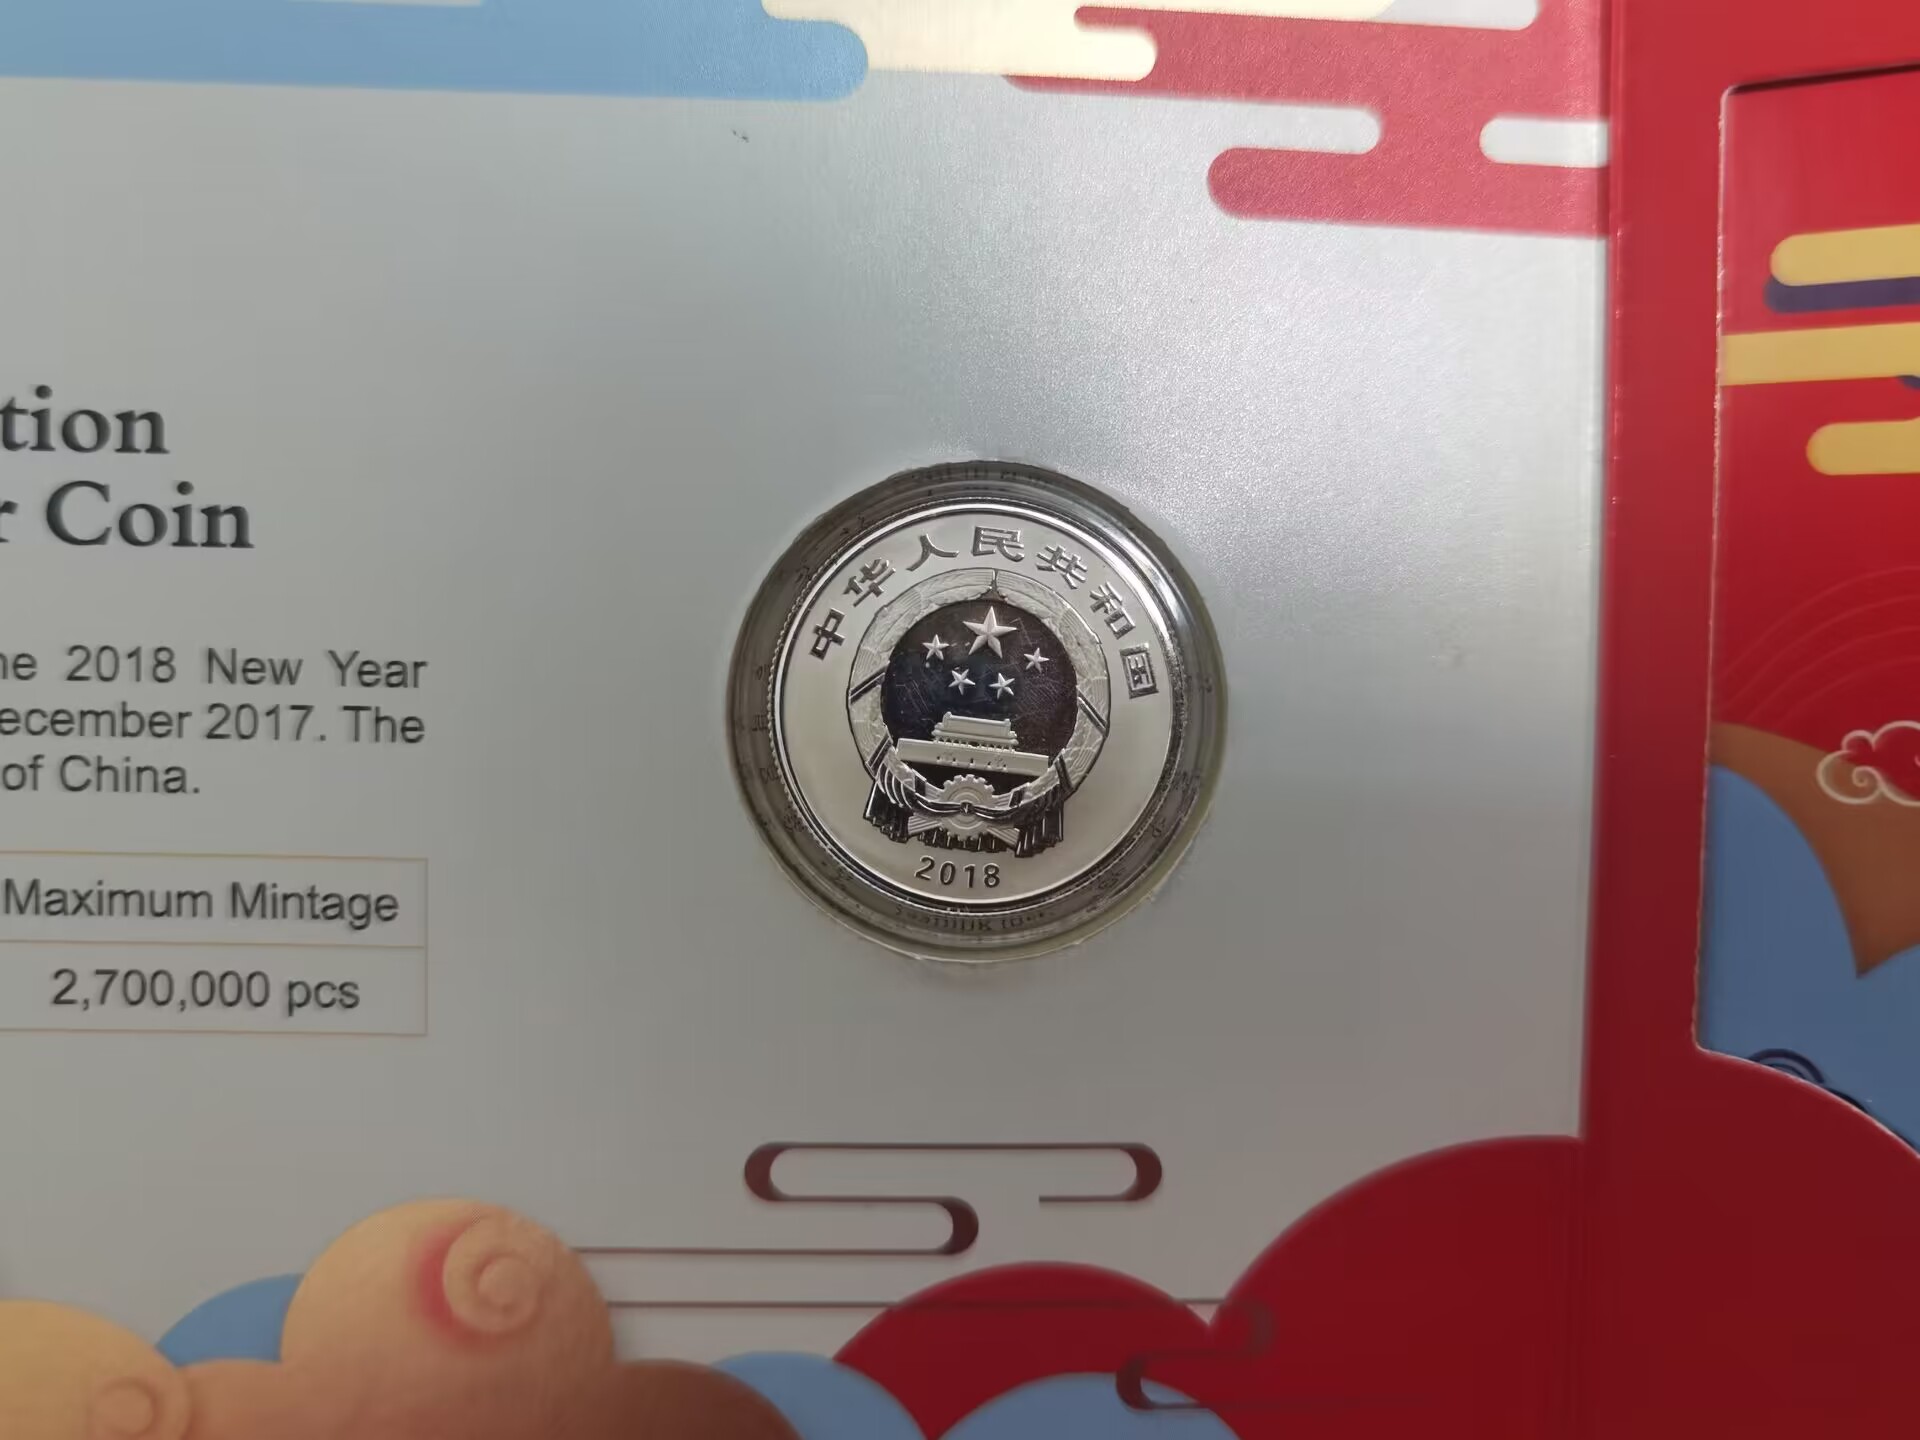 tion
r Coin
he 2018 New Year
ecember 2017. The
of China.
Maximum Mintage
2,700,000 pcs
中华人民共和国
2018